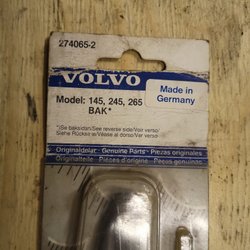 274065-2
VOLVO
Made in
Germany
Model: 145, 245, 265
BAK*
*)Se baksidan/See reverse side/Voir verso/
Siehe Rückseite/Véase al dorso/Ver verso
Originaldelar · Genuine Parts · Piezas originales
Originalteile · Pièces d'origine · Peças genuinas